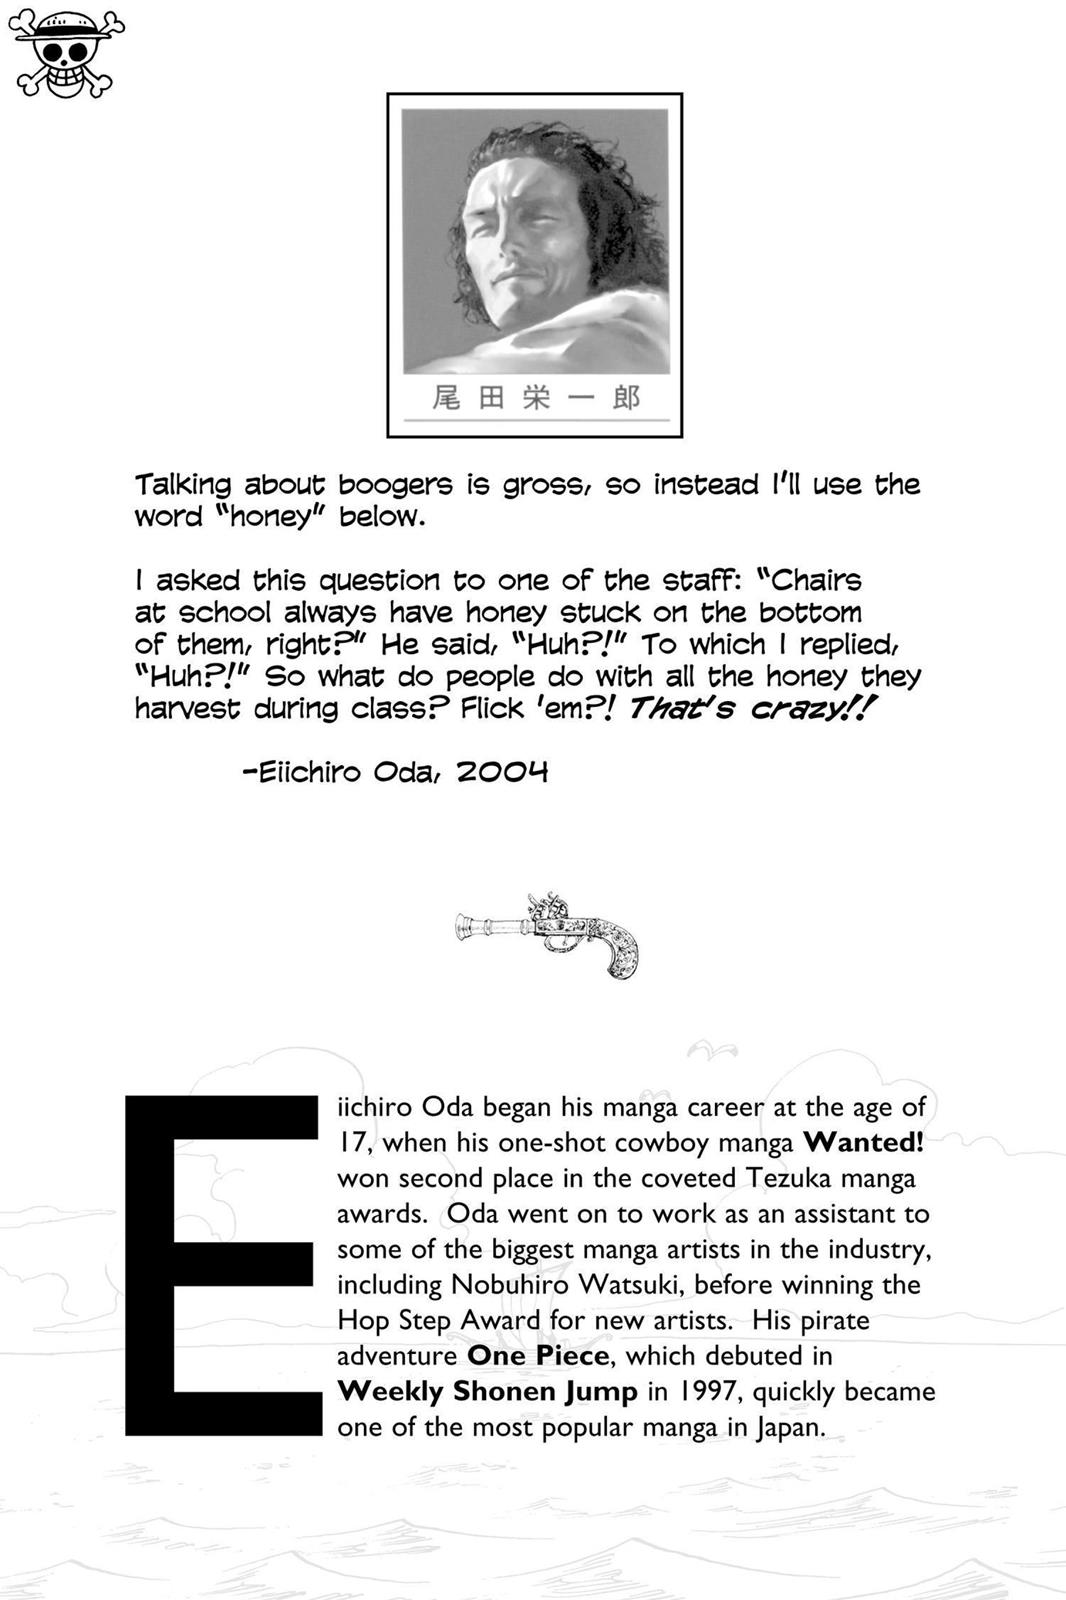 尾田栄一郎
Talking about boogers is gross, so instead I'll use the
word "honey" below.
I asked this question to one of the staff: "Chairs
at school always have honey stuck on the bottom
of them, right?" He said, "Huh?!" To which I replied,
"Huh?!" So what do people do with all the honey they
harvest during class? Flick 'em?! That's crazy!!
-Eiichiro Oda, 2004
Eiichiro Oda began his manga career at the age of
17, when his one-shot cowboy manga Wanted!
won second place in the coveted Tezuka manga
awards. Oda went on to work as an assistant to
some of the biggest manga artists in the industry,
including Nobuhiro Watsuki, before winning the
Hop Step Award for new artists. His pirate
adventure One Piece, which debuted in
Weekly Shonen Jump in 1997, quickly became
one of the most popular manga in Japan.